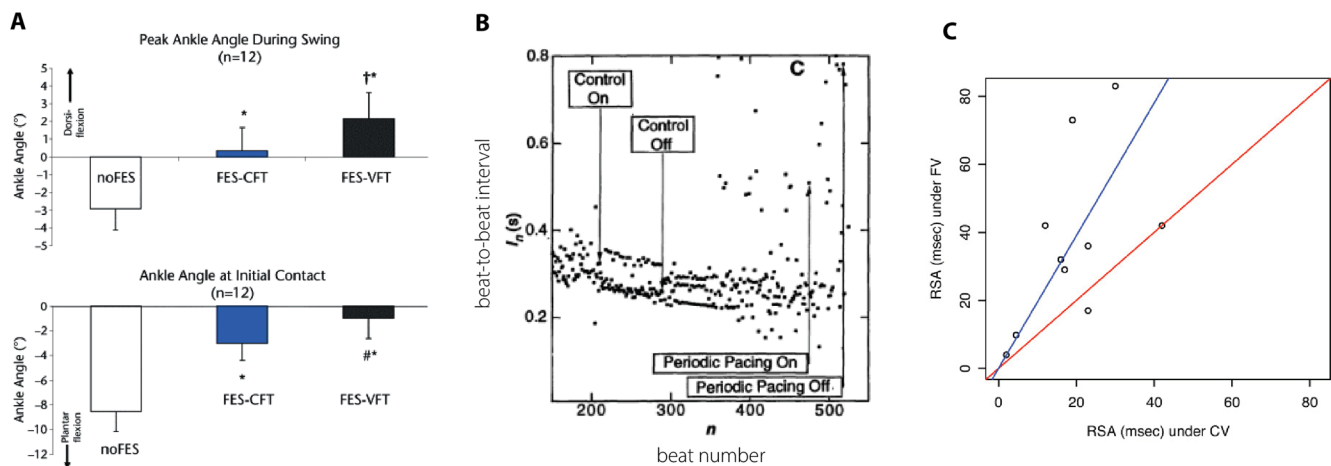 A
Peak Ankle Angle During Swing
(n=12)
Ankle Angle (°)
Dorsi-
flexion
5
4
3
2
1
0
−1
−2
−3
−4
−5
noFES
*
FES-CFT
†*
FES-VFT
Ankle Angle at Initial Contact
(n=12)
Ankle Angle (°)
Plantar
flexion
0
−2
−4
−6
−8
−10
−12
noFES
FES-CFT
*
FES-VFT
#*
B
beat-to-beat interval
In(s)
0.8
0.6
0.4
0.2
C
Control
On
Control
Off
Periodic Pacing On
Periodic Pacing Off
200 300 400 500
n
beat number
C
RSA (msec) under FV
80
60
40
20
0
0 20 40 60 80
RSA (msec) under CV